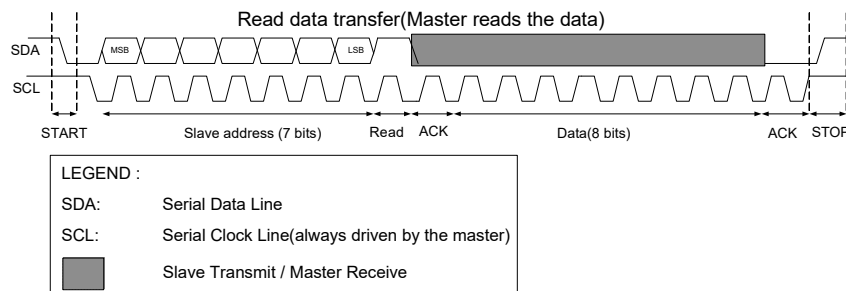 Read data transfer(Master reads the data)
SDA
MSB
LSB
SCL
START
Slave address (7 bits)
Read
ACK
Data(8 bits)
ACK
STOP
LEGEND :
SDA: Serial Data Line
SCL: Serial Clock Line(always driven by the master)
Slave Transmit / Master Receive